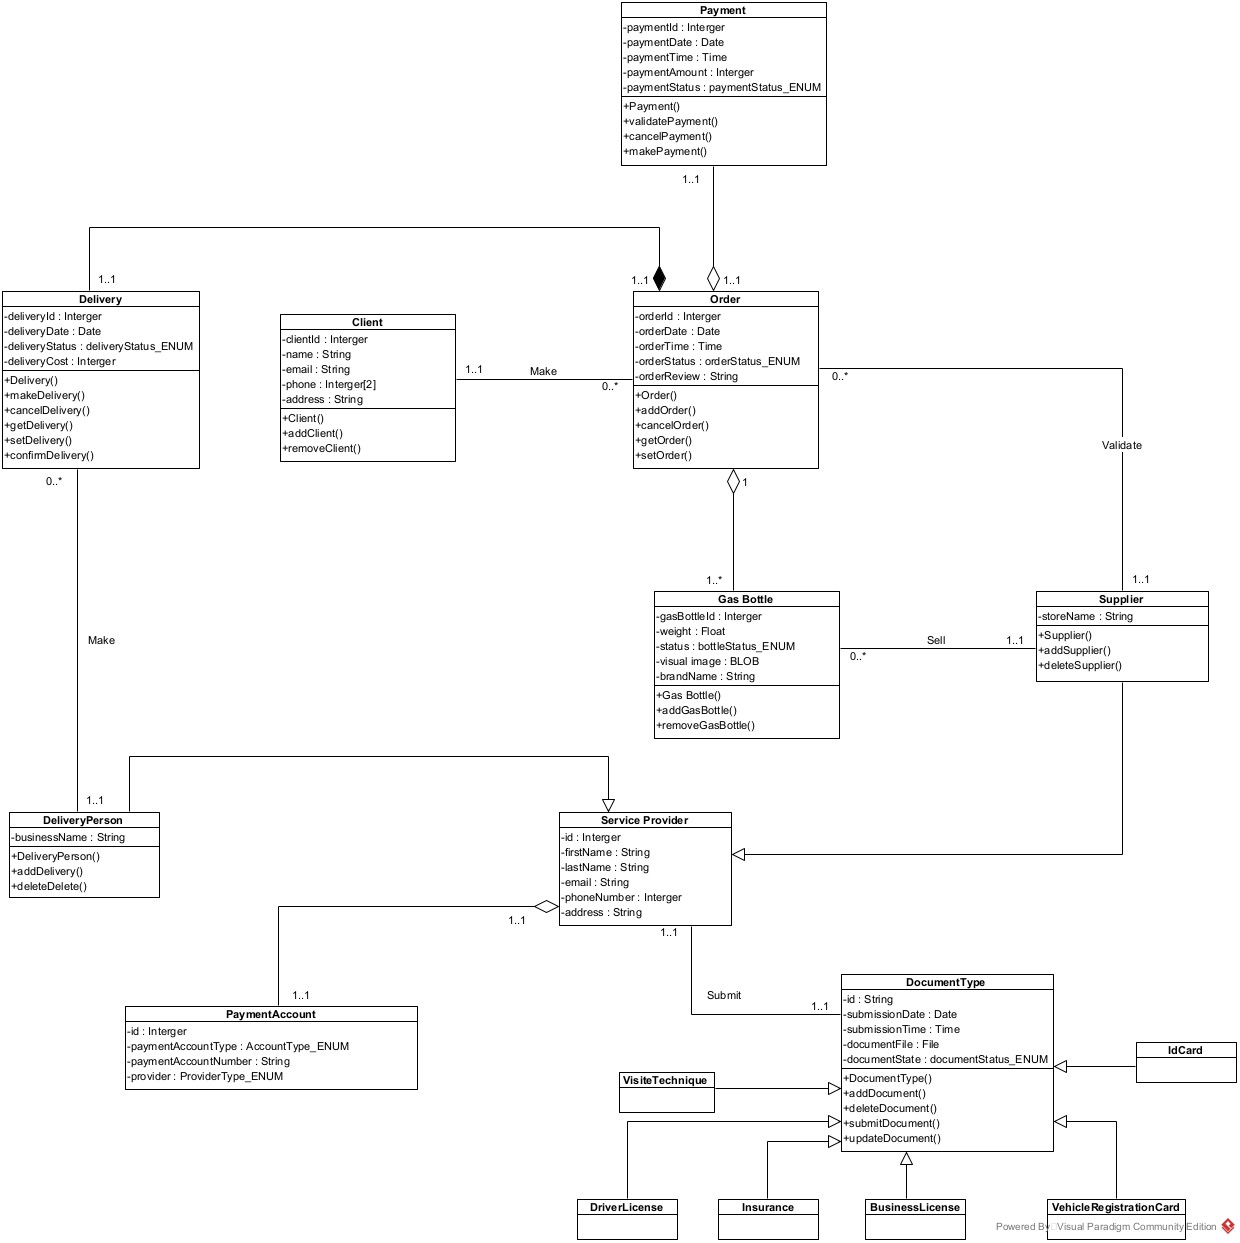 Payment
-paymentId : Interger
-paymentDate : Date
-paymentTime : Time
-paymentAmount : Interger
-paymentStatus : paymentStatus_ENUM
+Payment()
+validatePayment()
+cancelPayment()
+makePayment()
1..1
1..1
1..1
1..1
Delivery
-deliveryId : Interger
-deliveryDate : Date
-deliveryStatus : deliveryStatus_ENUM
-deliveryCost : Interger
+Delivery()
+makeDelivery()
+cancelDelivery()
+getDelivery()
+setDelivery()
+confirmDelivery()
0..*
Client
-clientId : Interger
-name : String
-email : String
-phone : Interger[2]
-address : String
+Client()
+addClient()
+removeClient()
1..1
Make
0..*
Order
-orderId : Interger
-orderDate : Date
-orderTime : Time
-orderStatus : orderStatus_ENUM
-orderReview : String
+Order()
+addOrder()
+cancelOrder()
+getOrder()
+setOrder()
0..*
Validate
1..1
1
1..*
Gas Bottle
-gasBottleId : Interger
-weight : Float
-status : bottleStatus_ENUM
-visual image : BLOB
-brandName : String
+Gas Bottle()
+addGasBottle()
+removeGasBottle()
0..*
Sell
1..1
Supplier
-storeName : String
+Supplier()
+addSupplier()
+deleteSupplier()
Make
1..1
DeliveryPerson
-businessName : String
+DeliveryPerson()
+addDelivery()
+deleteDelete()
Service Provider
-id : Interger
-firstName : String
-lastName : String
-email : String
-phoneNumber : Interger
-address : String
1..1
1..1
1..1
PaymentAccount
-id : Interger
-paymentAccountType : AccountType_ENUM
-paymentAccountNumber : String
-provider : ProviderType_ENUM
Submit
1..1
DocumentType
-id : String
-submissionDate : Date
-submissionTime : Time
-documentFile : File
-documentState : documentStatus_ENUM
+DocumentType()
+addDocument()
+deleteDocument()
+submitDocument()
+updateDocument()
IdCard
VisiteTechnique
DriverLicense
Insurance
BusinessLicense
VehicleRegistrationCard
Powered By Visual Paradigm Community Edition